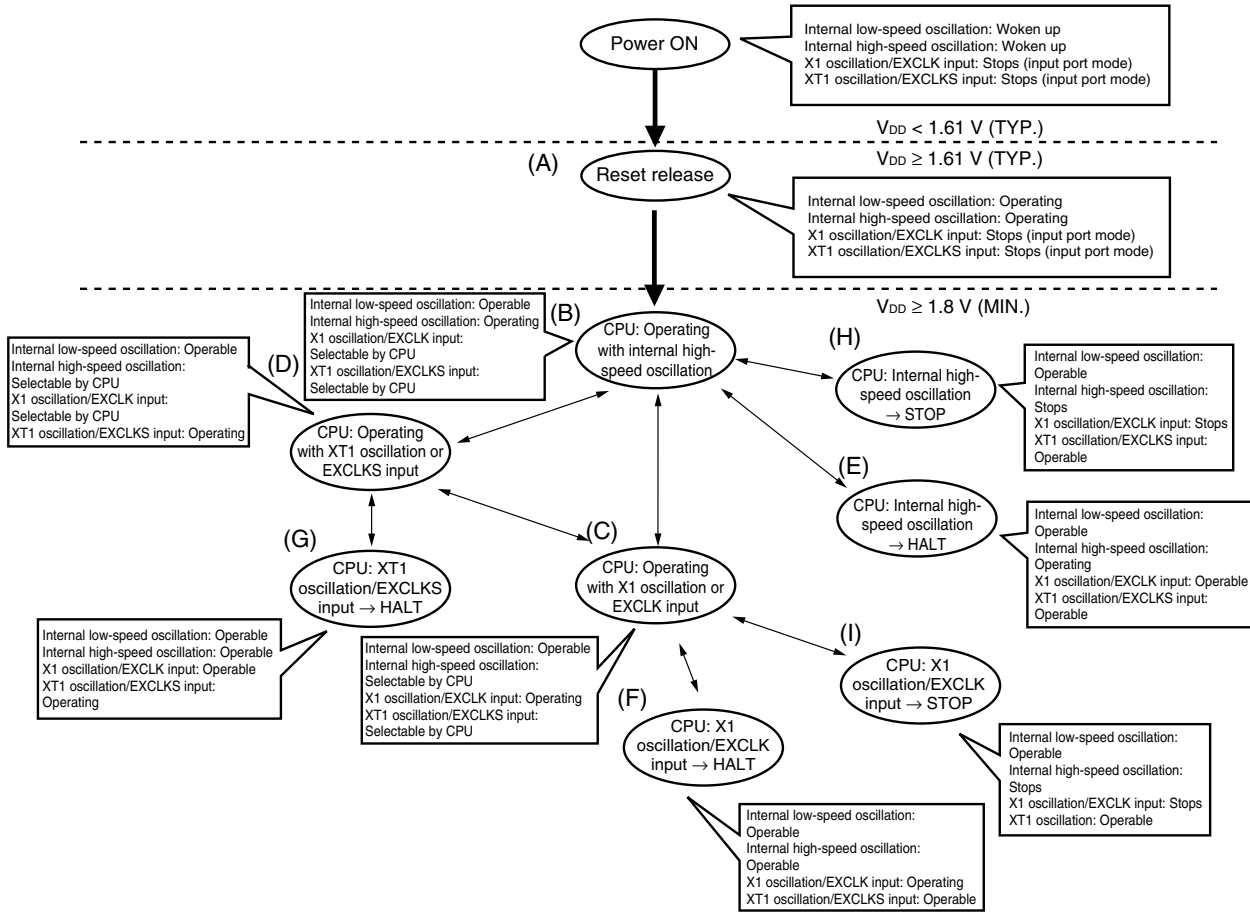 Power ON
Internal low-speed oscillation: Woken up
Internal high-speed oscillation: Woken up
X1 oscillation/EXCLK input: Stops (input port mode)
XT1 oscillation/EXCLKS input: Stops (input port mode)
VDD < 1.61 V (TYP.)
VDD ≥ 1.61 V (TYP.)
(A)
Reset release
Internal low-speed oscillation: Operating
Internal high-speed oscillation: Operating
X1 oscillation/EXCLK input: Stops (input port mode)
XT1 oscillation/EXCLKS input: Stops (input port mode)
VDD ≥ 1.8 V (MIN.)
Internal low-speed oscillation: Operable
Internal high-speed oscillation: Operating
X1 oscillation/EXCLK input:
Selectable by CPU
XT1 oscillation/EXCLKS input:
Selectable by CPU
(B)
CPU: Operating
with internal high-
speed oscillation
(H)
CPU: Internal high-
speed oscillation
→ STOP
Internal low-speed oscillation:
Operable
Internal high-speed oscillation:
Stops
X1 oscillation/EXCLK input: Stops
XT1 oscillation/EXCLKS input:
Operable
Internal low-speed oscillation: Operable
Internal high-speed oscillation:
Selectable by CPU
X1 oscillation/EXCLK input:
Selectable by CPU
XT1 oscillation/EXCLKS input: Operating
(D)
CPU: Operating
with XT1 oscillation or
EXCLKS input
(E)
CPU: Internal high-
speed oscillation
→ HALT
Internal low-speed oscillation:
Operable
Internal high-speed oscillation:
Operating
X1 oscillation/EXCLK input: Operable
XT1 oscillation/EXCLKS input:
Operable
(G)
CPU: XT1
oscillation/EXCLKS
input → HALT
Internal low-speed oscillation: Operable
Internal high-speed oscillation: Operable
X1 oscillation/EXCLK input: Operable
XT1 oscillation/EXCLKS input:
Operating
(C)
CPU: Operating
with X1 oscillation or
EXCLK input
Internal low-speed oscillation: Operable
Internal high-speed oscillation:
Selectable by CPU
X1 oscillation/EXCLK input: Operating
XT1 oscillation/EXCLKS input:
Selectable by CPU
(I)
CPU: X1
oscillation/EXCLK
input → STOP
Internal low-speed oscillation:
Operable
Internal high-speed oscillation:
Stops
X1 oscillation/EXCLK input: Stops
XT1 oscillation: Operable
(F)
CPU: X1
oscillation/EXCLK
input → HALT
Internal low-speed oscillation:
Operable
Internal high-speed oscillation:
Operable
X1 oscillation/EXCLK input: Operating
XT1 oscillation/EXCLKS input: Operable